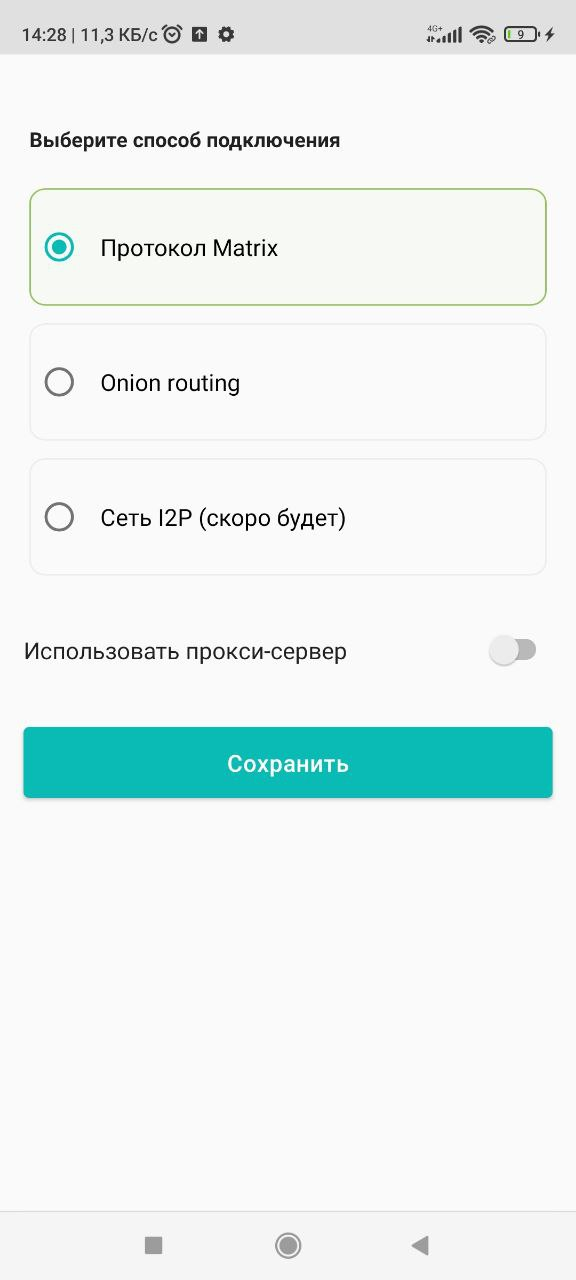 14:28 | 11,3 КБ/с 4G+ 9
Выберите способ подключения
Протокол Matrix
Onion routing
Сеть I2P (скоро будет)
Использовать прокси-сервер
Сохранить